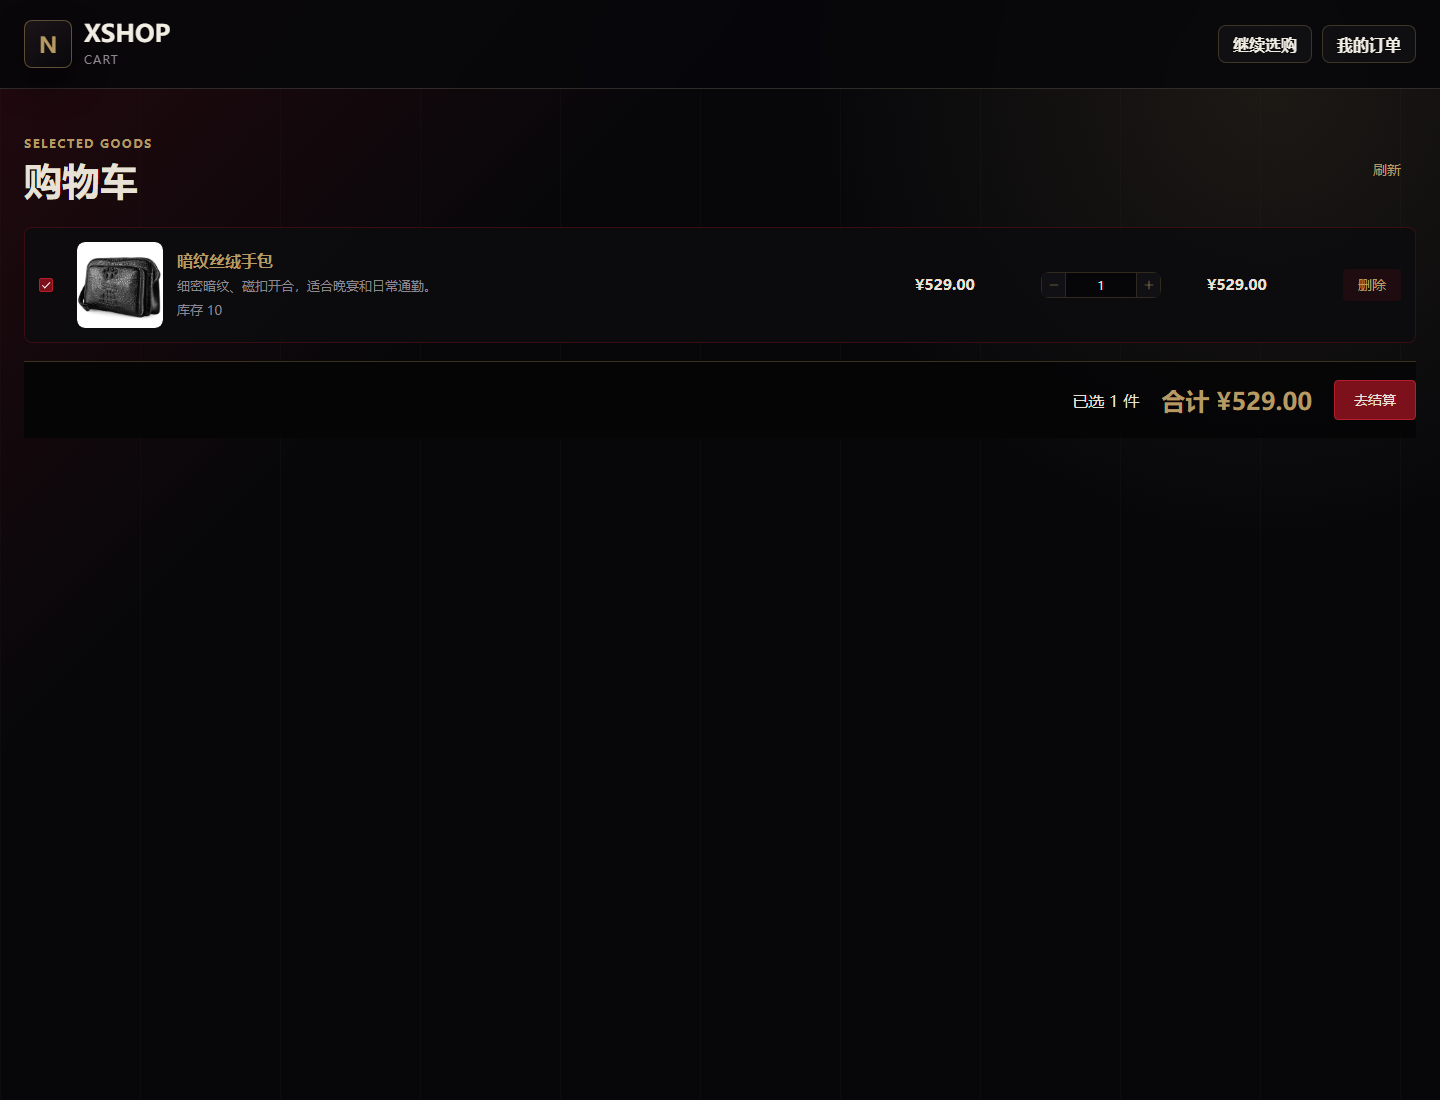 N
XSHOP
CART
继续选购
我的订单
SELECTED GOODS
购物车
刷新
暗纹丝绒手包
细密暗纹、磁扣开合，适合晚宴和日常通勤。
库存 10
¥529.00
1
¥529.00
删除
已选 1 件
合计 ¥529.00
去结算